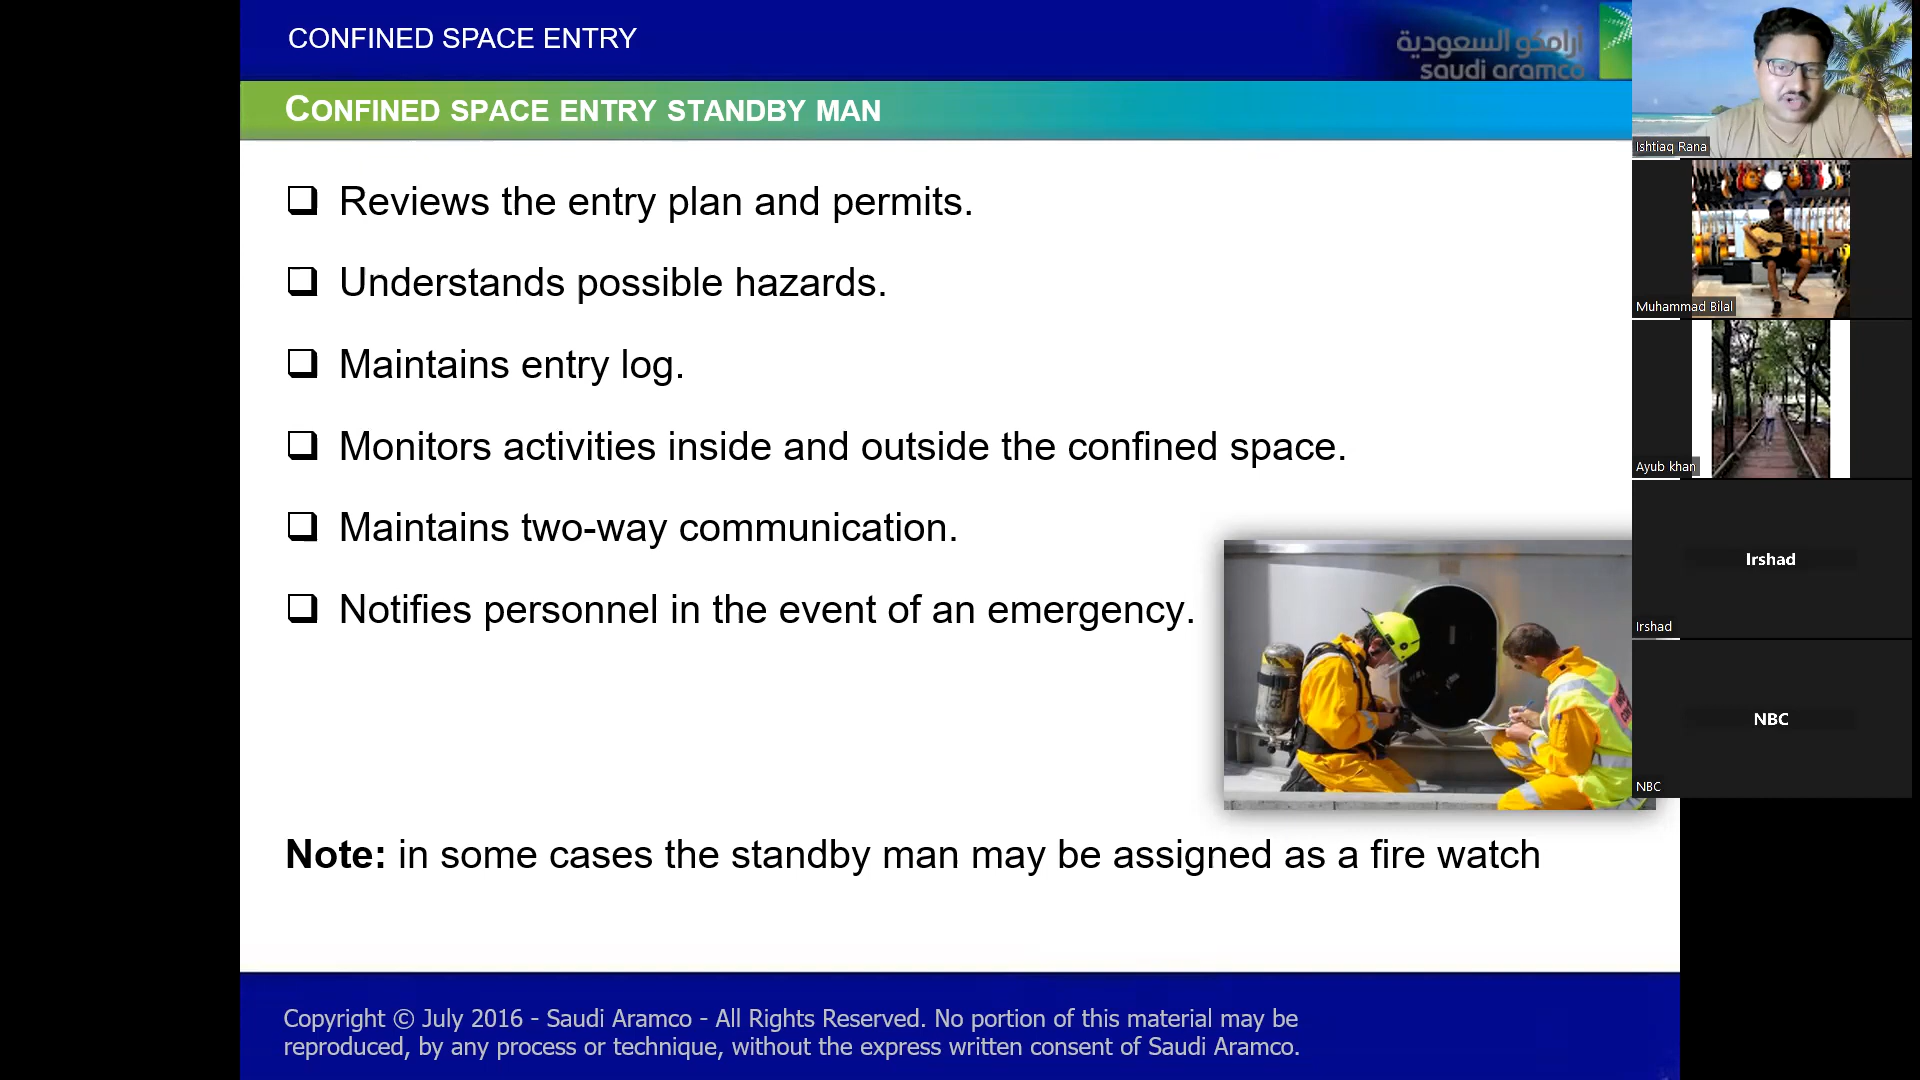 CONFINED SPACE ENTRY
أرامكو السعودية
saudi aramco
CONFINED SPACE ENTRY STANDBY MAN
Reviews the entry plan and permits.
Understands possible hazards.
Maintains entry log.
Monitors activities inside and outside the confined space.
Maintains two-way communication.
Notifies personnel in the event of an emergency.
Note: in some cases the standby man may be assigned as a fire watch
Copyright © July 2016 - Saudi Aramco - All Rights Reserved. No portion of this material may be
reproduced, by any process or technique, without the express written consent of Saudi Aramco.
Ishtiaq Rana
Muhammad Bilal
Ayub khan
Irshad
Irshad
NBC
NBC